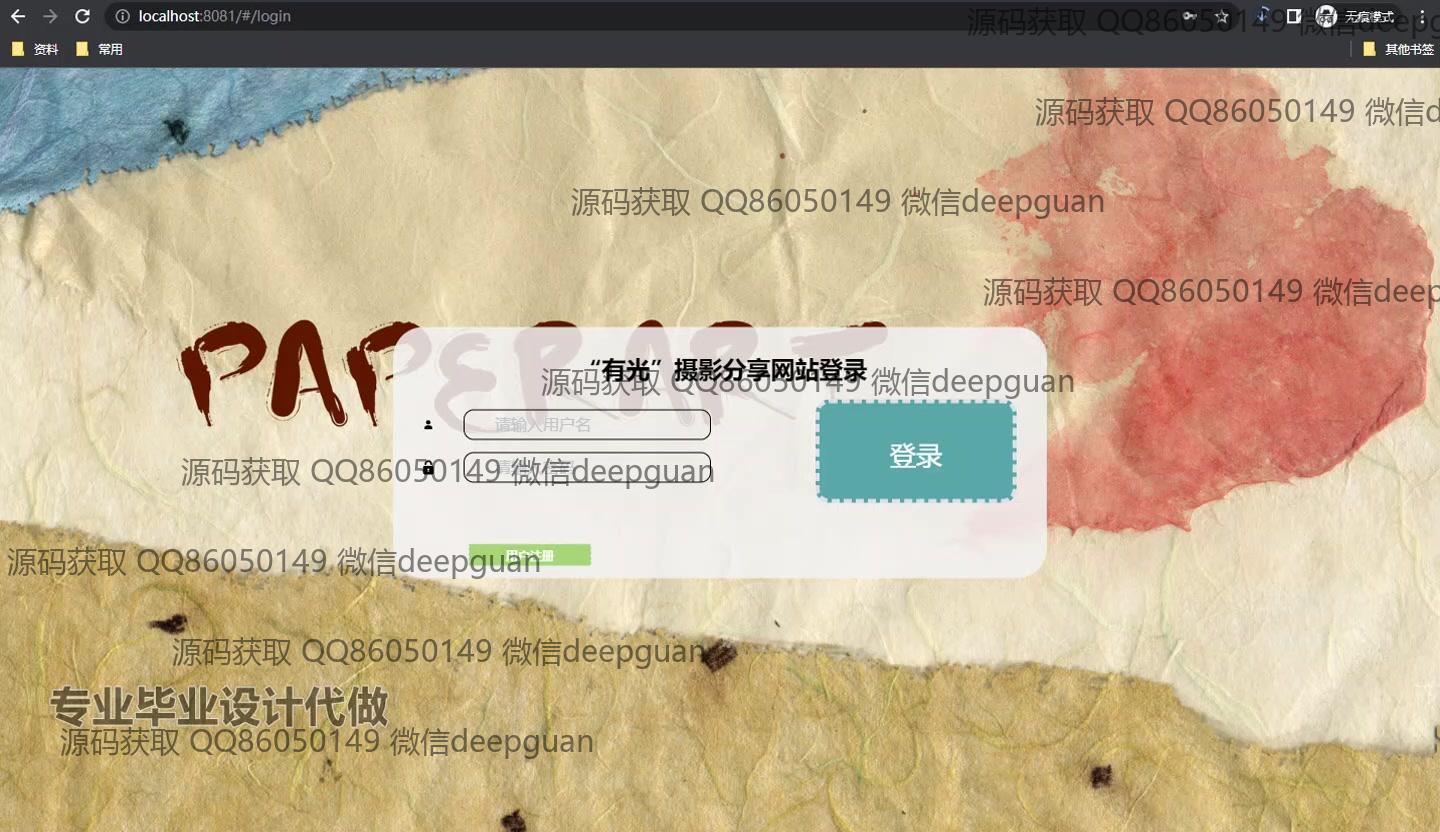 localhost:8081/#/login
无痕模式
资料 常用 其他书签
源码获取 QQ86050149 微信deepg
源码获取 QQ86050149 微信d
源码获取 QQ86050149 微信deepguan
源码获取 QQ86050149 微信deep
PAPERART
“有光”摄影分享网站登录
源码获取 QQ86050149 微信deepguan
请输入用户名
登录
源码获取 QQ86050149 微信deepguan
用户注册
源码获取 QQ86050149 微信deepguan
源码获取 QQ86050149 微信deepguan
专业毕业设计代做
源码获取 QQ86050149 微信deepguan